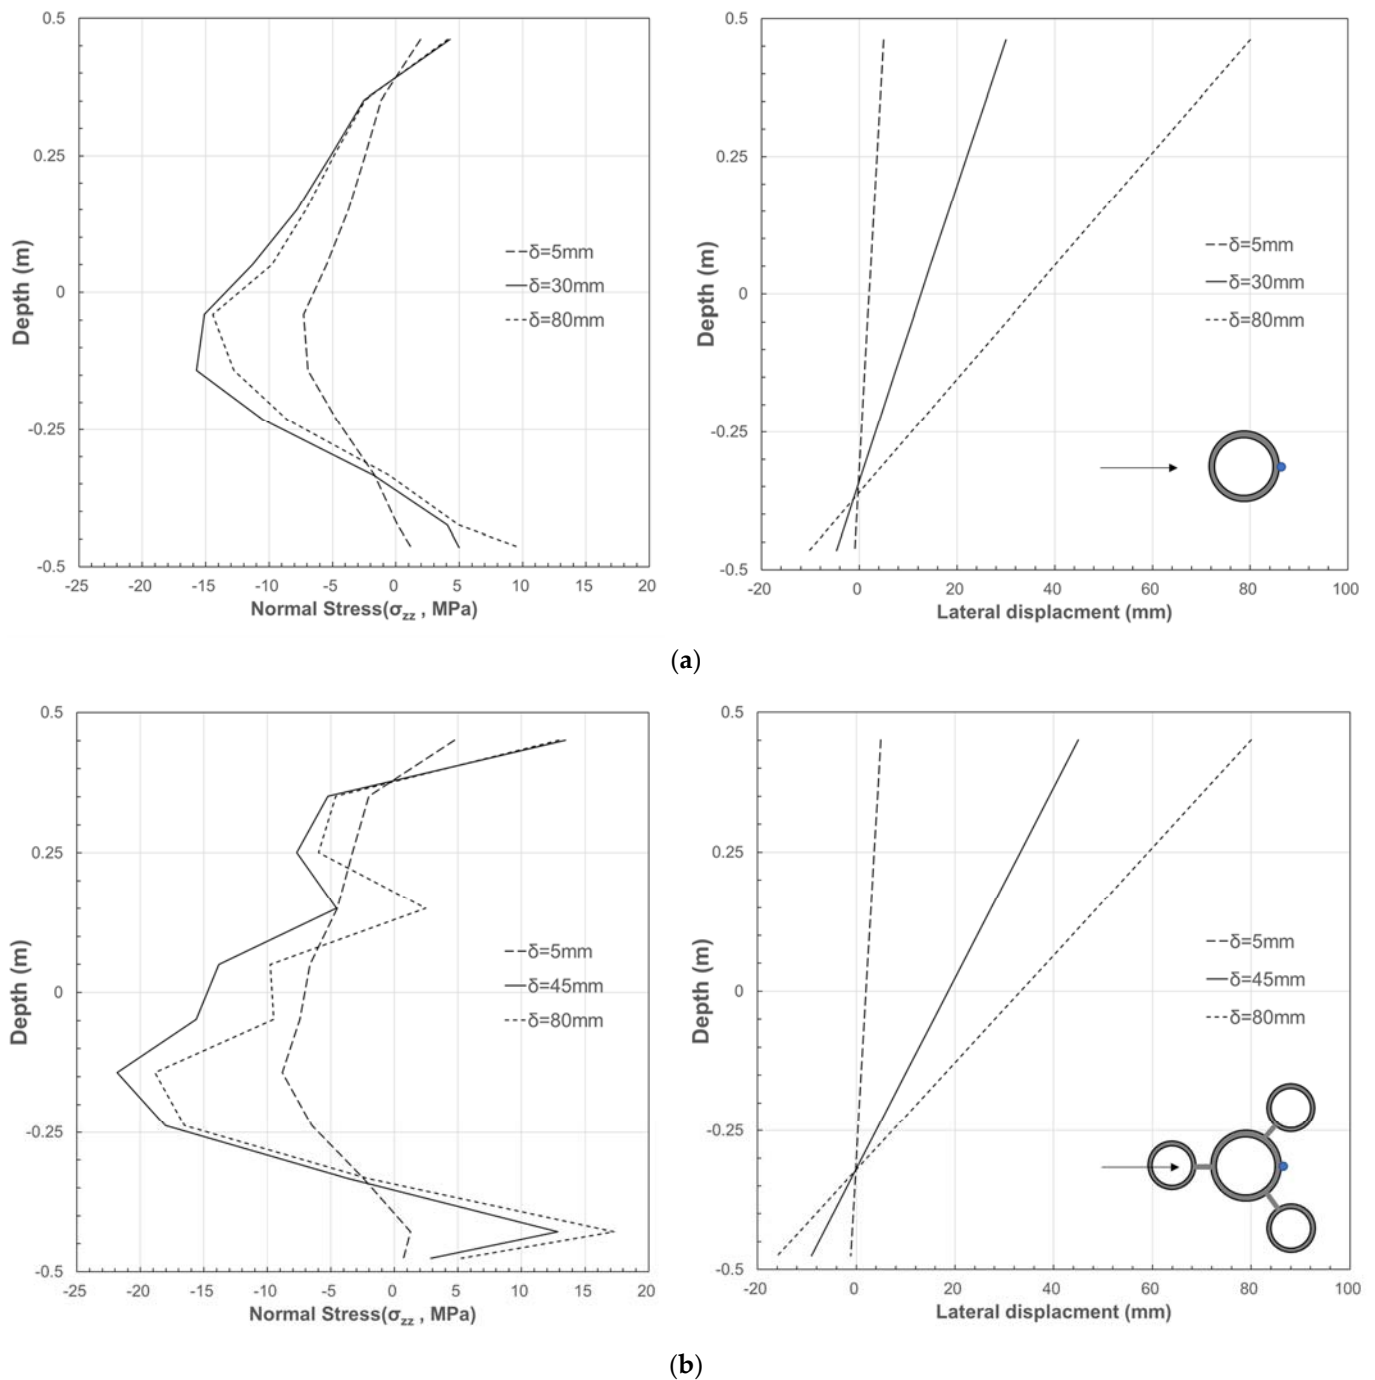 0.5
0.25
0
-0.25
-0.5
Depth (m)
δ=5mm
δ=30mm
δ=80mm
-25 -20 -15 -10 -5 0 5 10 15 20
Normal Stress(σzz , MPa)
0.5
0.25
0
-0.25
-0.5
Depth (m)
δ=5mm
δ=30mm
δ=80mm
-20 0 20 40 60 80 100
Lateral displacment (mm)
(a)
0.5
0.25
0
-0.25
-0.5
Depth (m)
δ=5mm
δ=45mm
δ=80mm
-25 -20 -15 -10 -5 0 5 10 15 20
Normal Stress(σzz , MPa)
0.5
0.25
0
-0.25
-0.5
Depth (m)
δ=5mm
δ=45mm
δ=80mm
-20 0 20 40 60 80 100
Lateral displacment (mm)
(b)